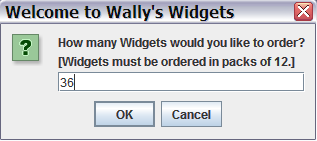 Welcome to Wally's Widgets
How many Widgets would you like to order?
[Widgets must be ordered in packs of 12.]
36
OK Cancel